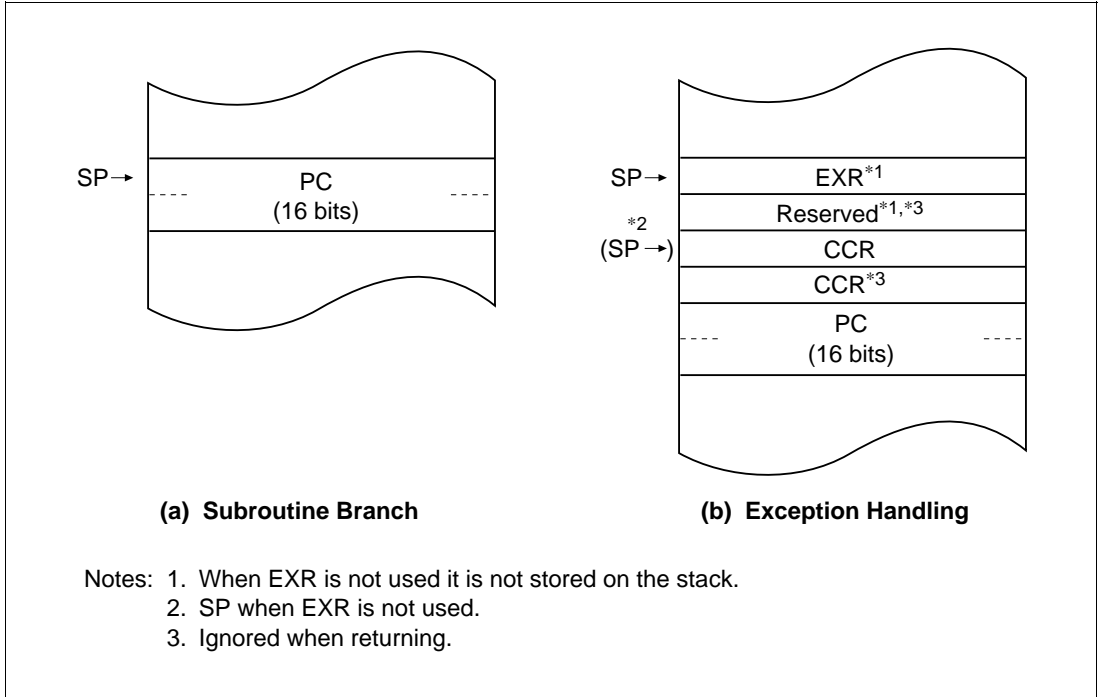 SP→
PC
(16 bits)
(a) Subroutine Branch
SP→
*2
(SP→)
EXR*1
Reserved*1,*3
CCR
CCR*3
PC
(16 bits)
(b) Exception Handling
Notes: 1. When EXR is not used it is not stored on the stack.
2. SP when EXR is not used.
3. Ignored when returning.